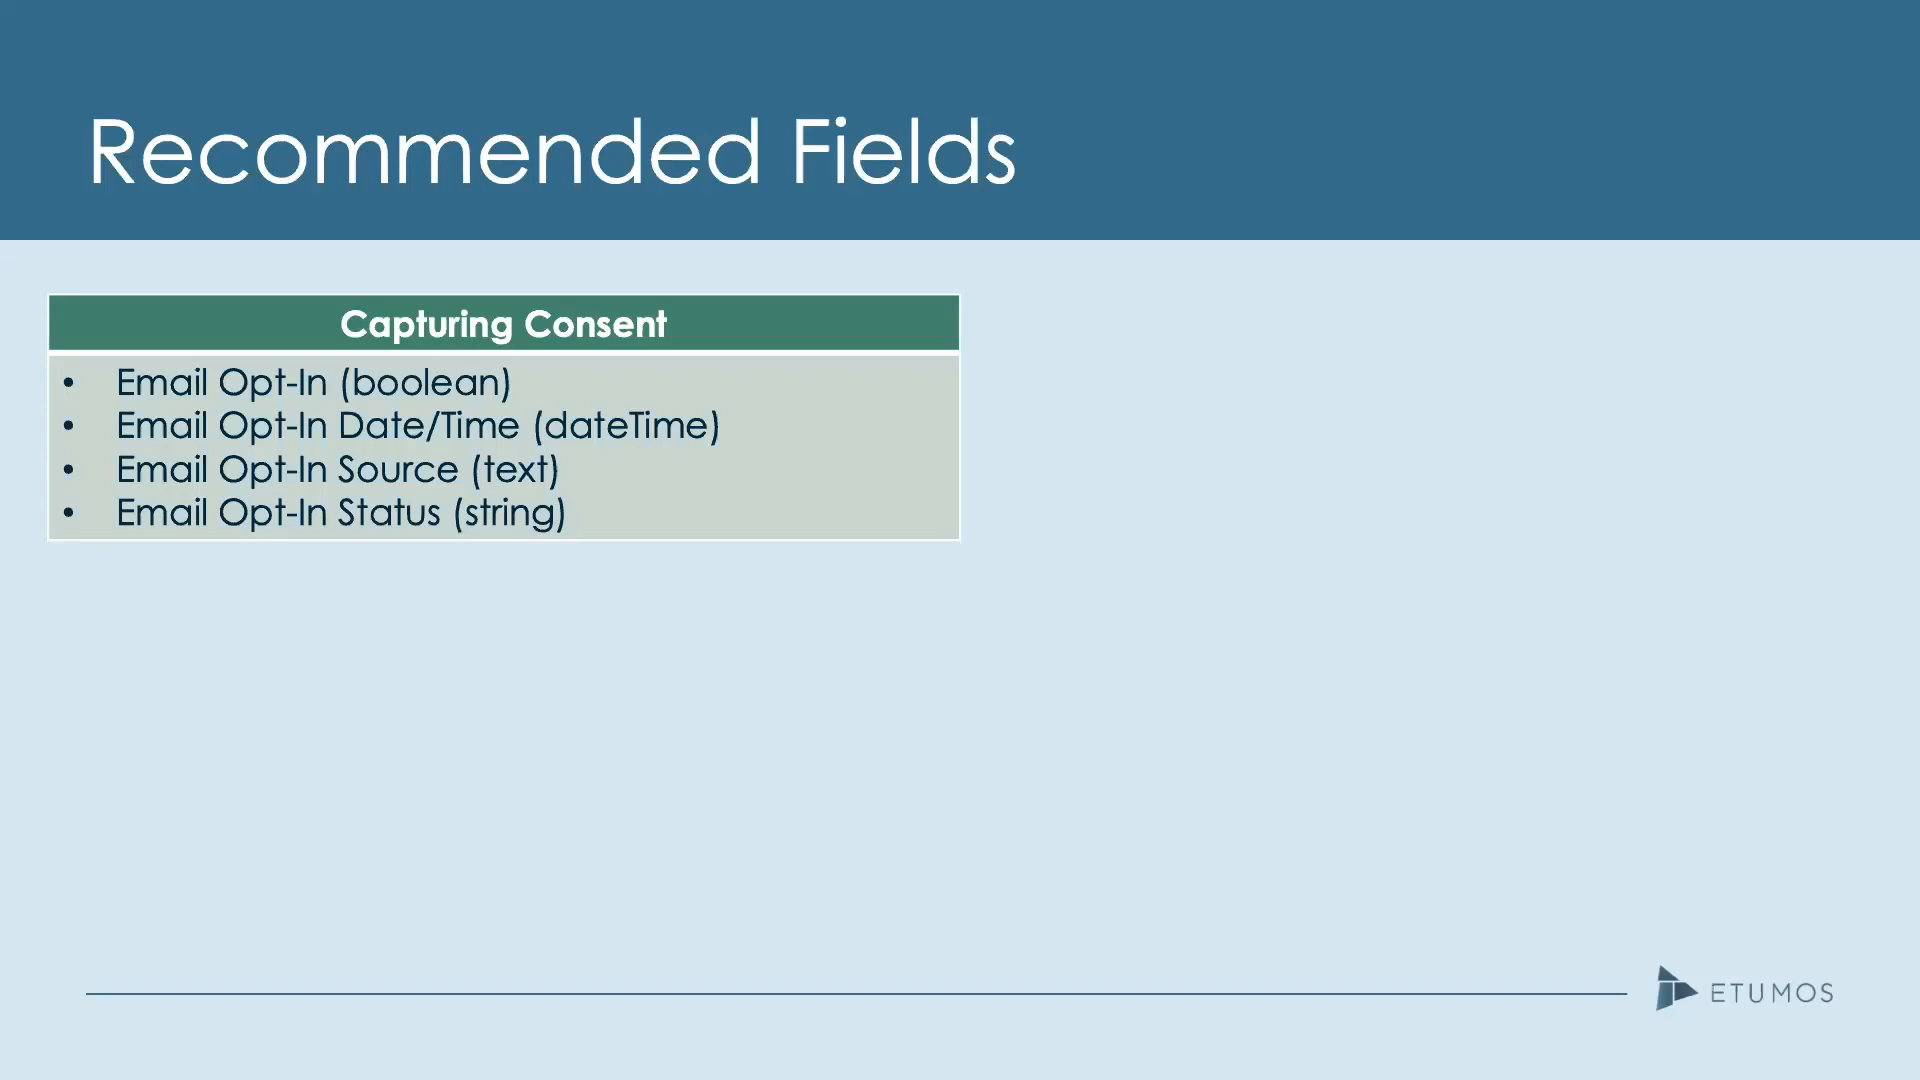 Recommended Fields
Capturing Consent
• Email Opt-In (boolean)
• Email Opt-In Date/Time (dateTime)
• Email Opt-In Source (text)
• Email Opt-In Status (string)
ETUMOS